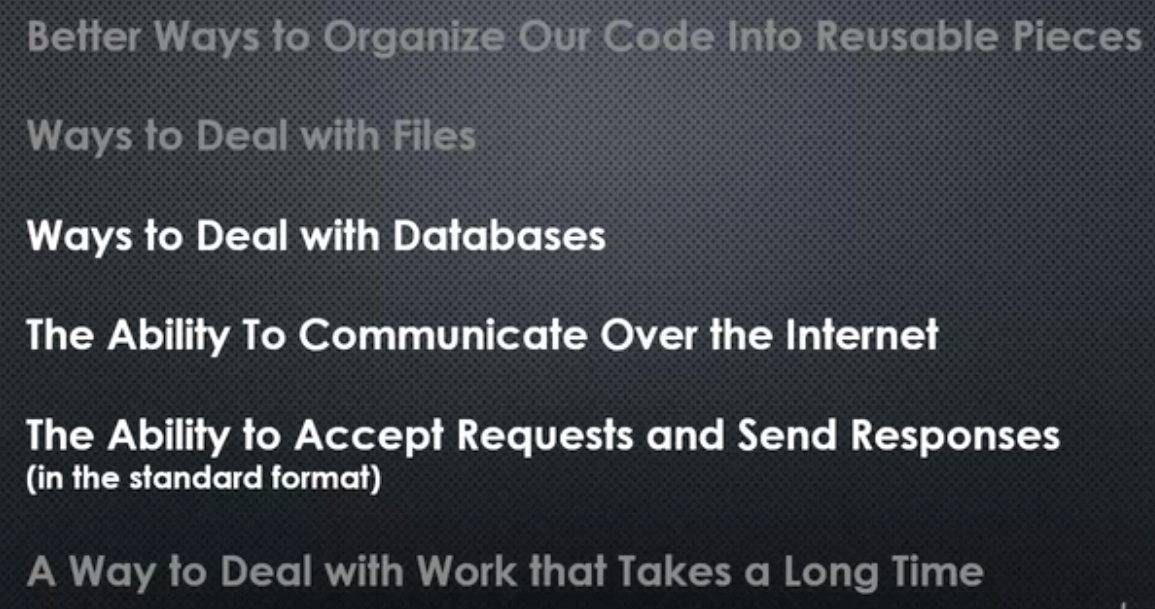 Better Ways to Organize Our Code Into Reusable Pieces
Ways to Deal with Files
Ways to Deal with Databases
The Ability To Communicate Over the Internet
The Ability to Accept Requests and Send Responses
(in the standard format)
A Way to Deal with Work that Takes a Long Time